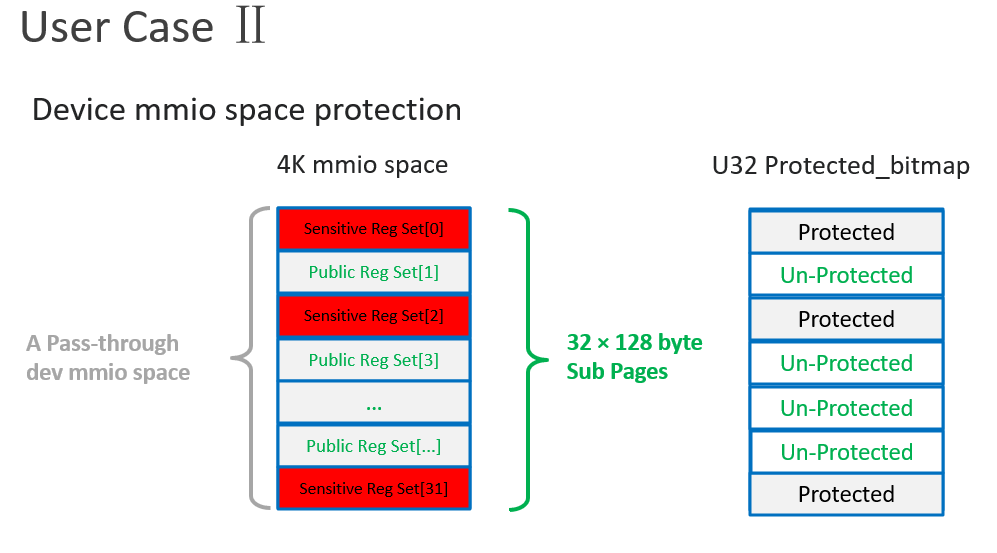 User Case Ⅱ
Device mmio space protection
4K mmio space
U32 Protected_bitmap
A Pass-through
dev mmio space
Sensitive Reg Set[0]
Public Reg Set[1]
Sensitive Reg Set[2]
Public Reg Set[3]
...
Public Reg Set[...]
Sensitive Reg Set[31]
32 × 128 byte
Sub Pages
Protected
Un-Protected
Protected
Un-Protected
Un-Protected
Un-Protected
Protected